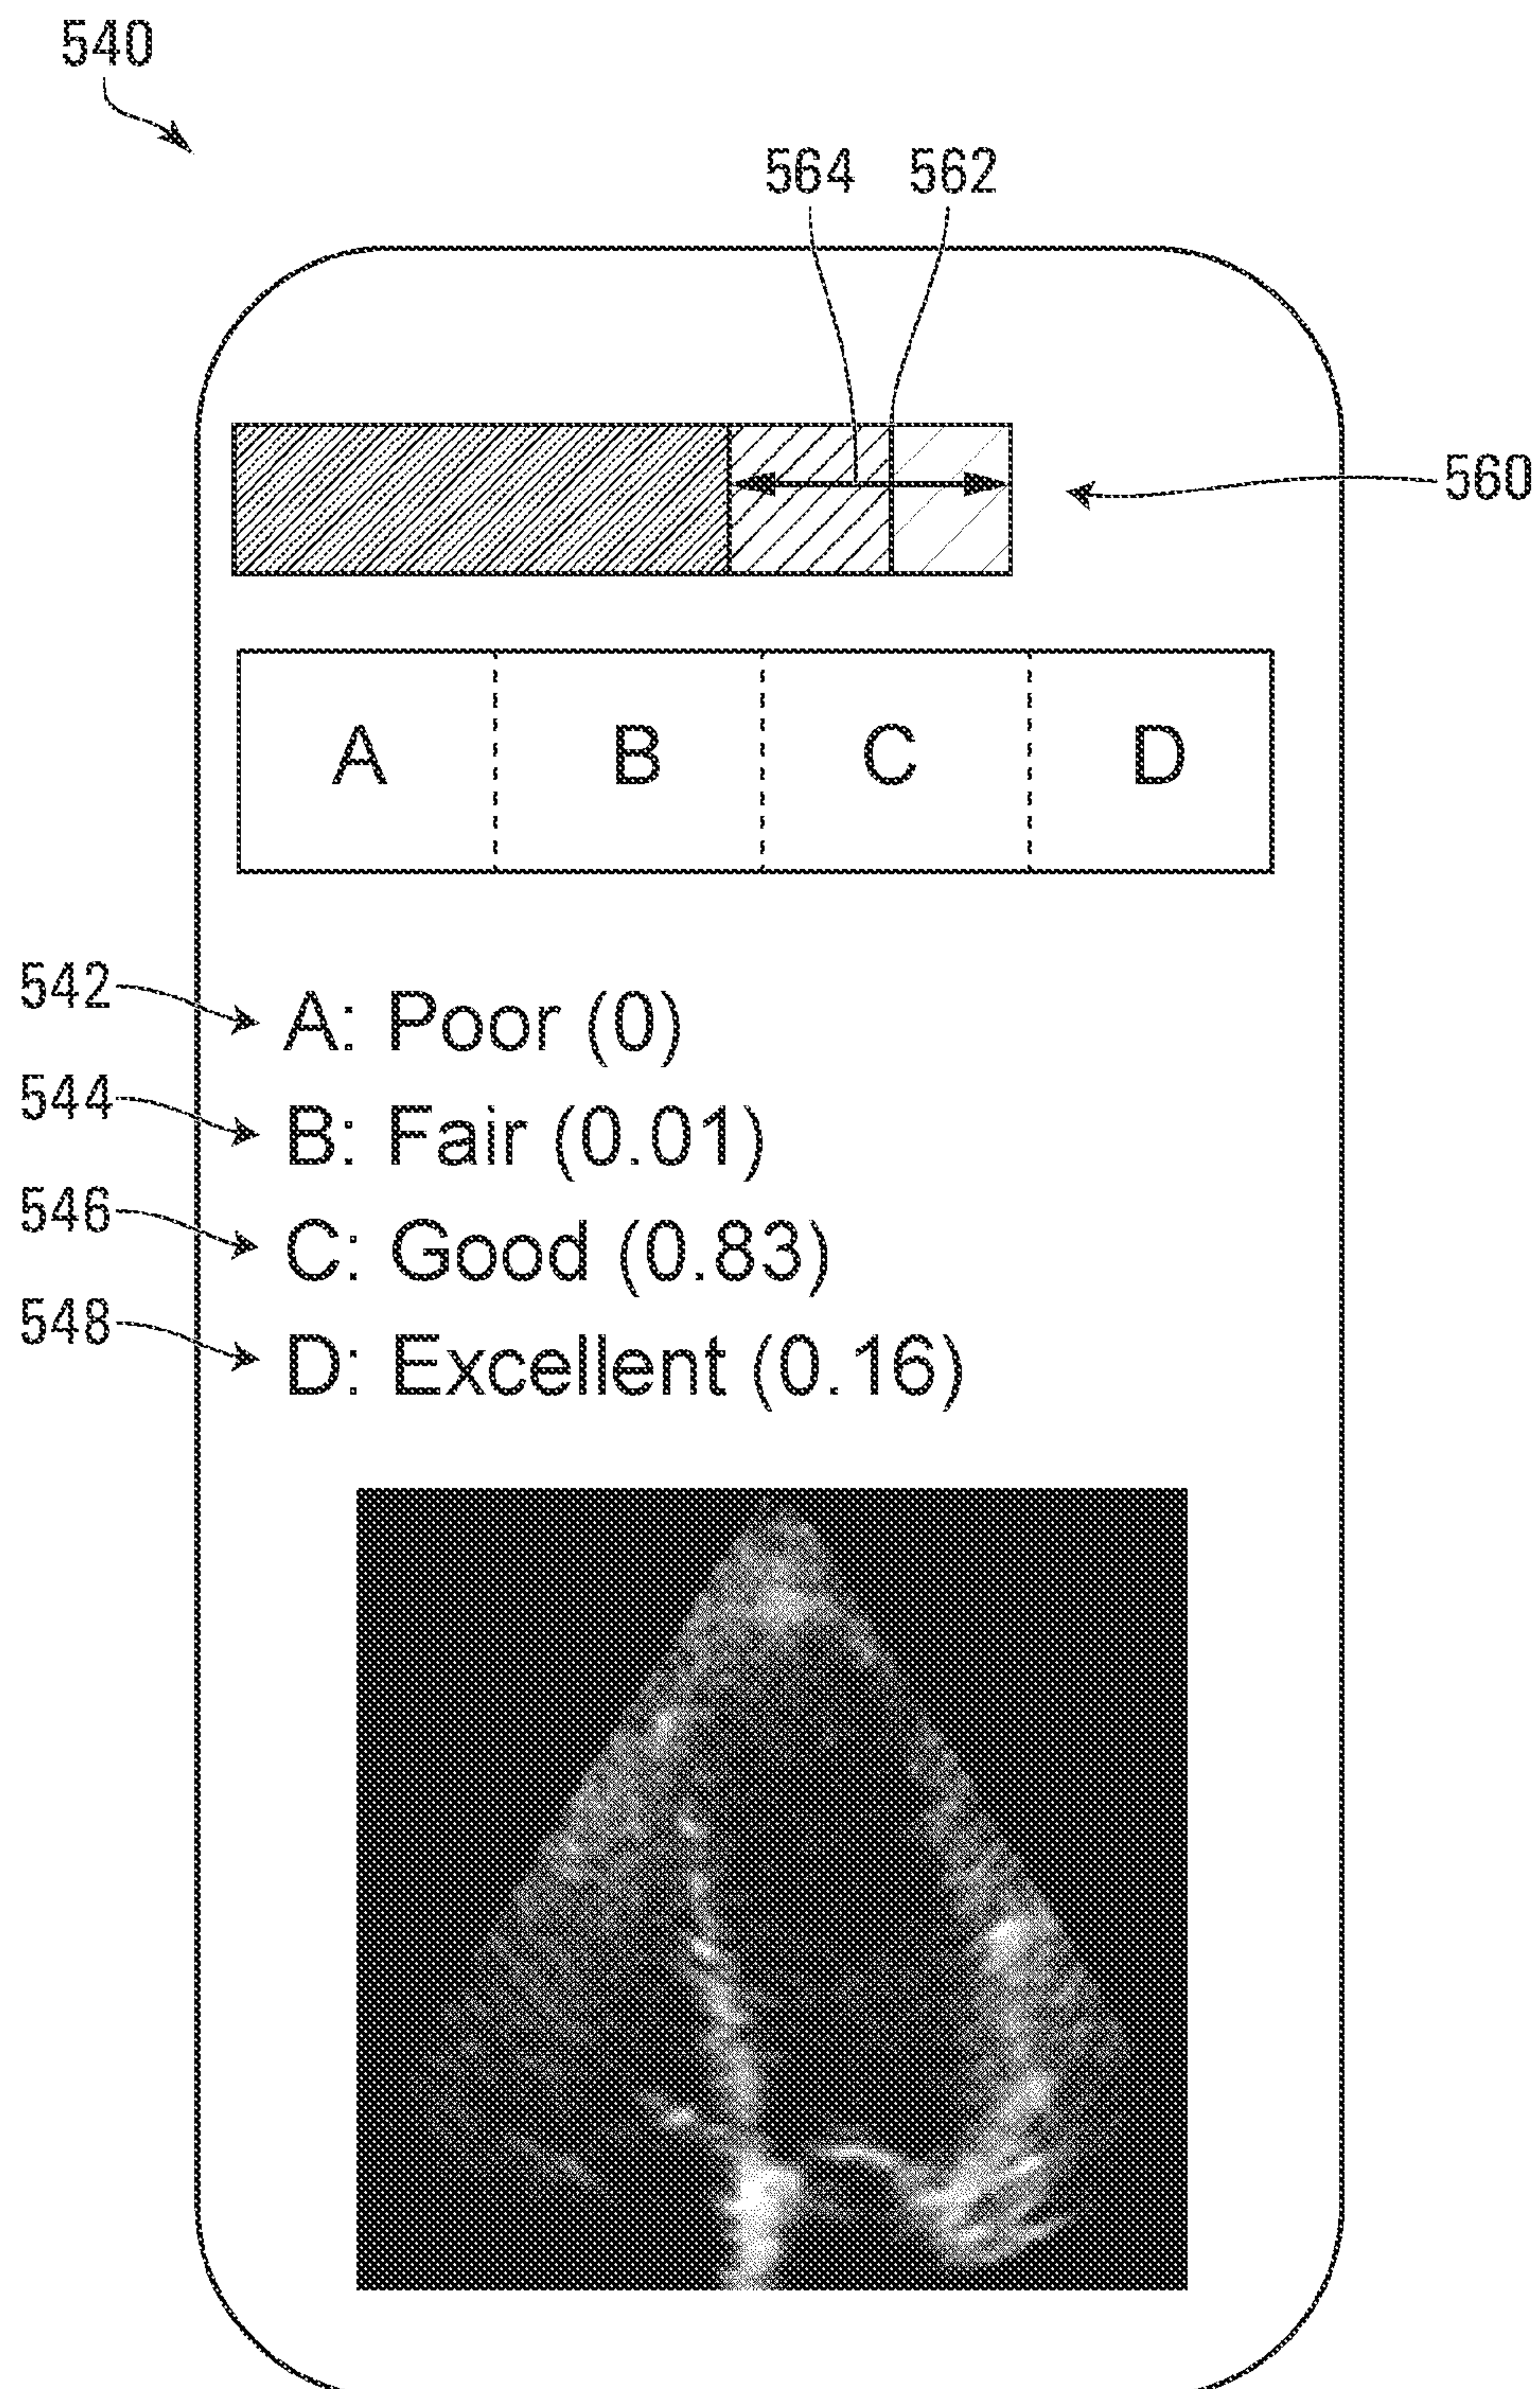 540
564 562
560
A B C D
542 A: Poor (0)
544 B: Fair (0.01)
546 C: Good (0.83)
548 D: Excellent (0.16)